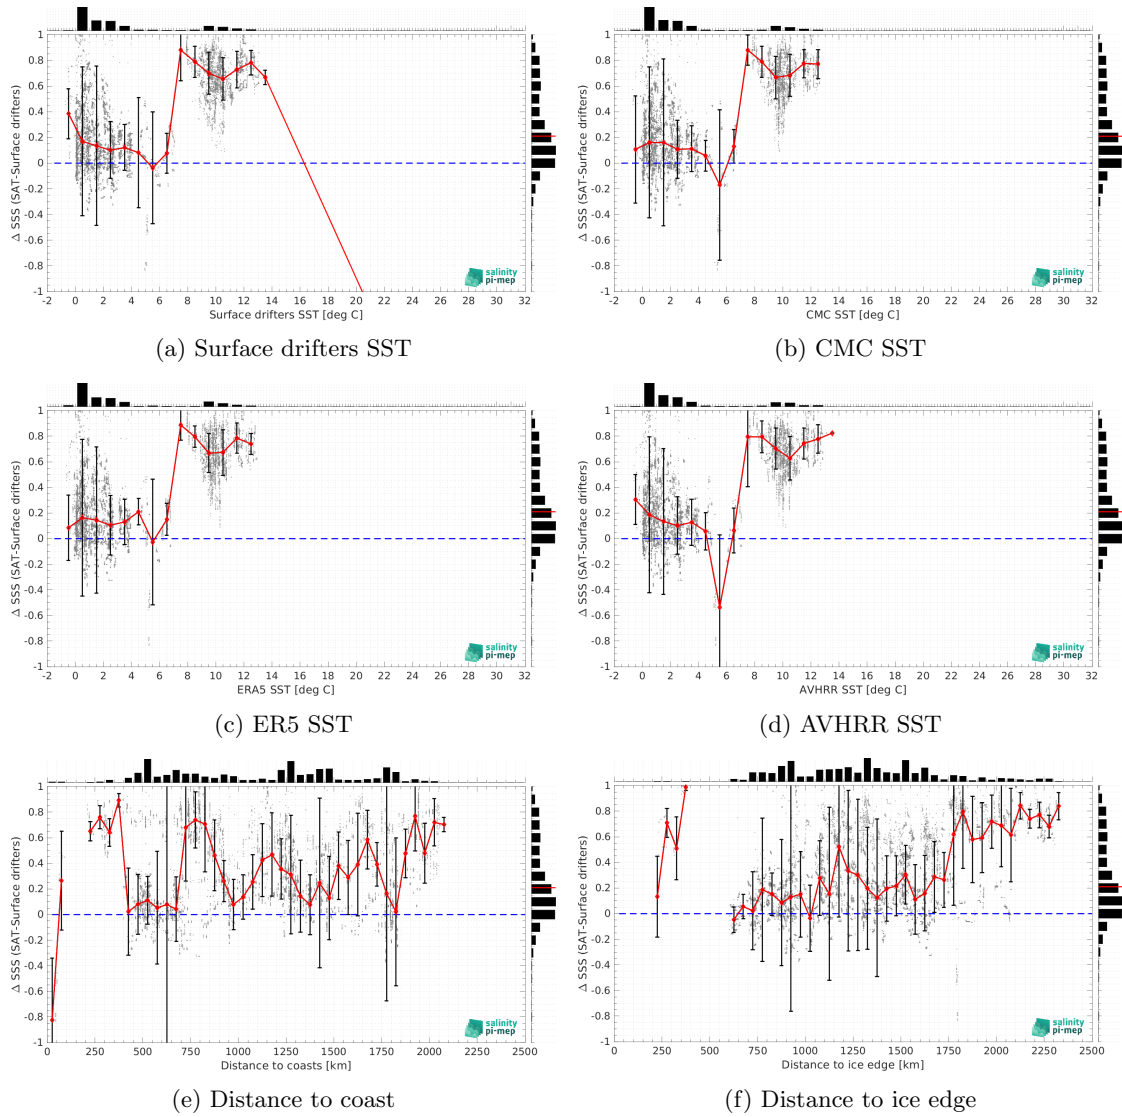 1
0.8
0.6
0.4
0.2
0
-0.2
-0.4
-0.6
-0.8
-1
Δ SSS (SAT-Surface drifters)
-2 0 2 4 6 8 10 12 14 16 18 20 22 24 26 28 30 32
Surface drifters SST [deg C]
salinity
pi-mep
(a) Surface drifters SST
1
0.8
0.6
0.4
0.2
0
-0.2
-0.4
-0.6
-0.8
-1
Δ SSS (SAT-Surface drifters)
-2 0 2 4 6 8 10 12 14 16 18 20 22 24 26 28 30 32
CMC SST [deg C]
salinity
pi-mep
(b) CMC SST
1
0.8
0.6
0.4
0.2
0
-0.2
-0.4
-0.6
-0.8
-1
Δ SSS (SAT-Surface drifters)
-2 0 2 4 6 8 10 12 14 16 18 20 22 24 26 28 30 32
ERA5 SST [deg C]
salinity
pi-mep
(c) ER5 SST
1
0.8
0.6
0.4
0.2
0
-0.2
-0.4
-0.6
-0.8
-1
Δ SSS (SAT-Surface drifters)
-2 0 2 4 6 8 10 12 14 16 18 20 22 24 26 28 30 32
AVHRR SST [deg C]
salinity
pi-mep
(d) AVHRR SST
1
0.8
0.6
0.4
0.2
0
-0.2
-0.4
-0.6
-0.8
-1
Δ SSS (SAT-Surface drifters)
0 250 500 750 1000 1250 1500 1750 2000 2250 2500
Distance to coasts [km]
salinity
pi-mep
(e) Distance to coast
1
0.8
0.6
0.4
0.2
0
-0.2
-0.4
-0.6
-0.8
-1
Δ SSS (SAT-Surface drifters)
0 250 500 750 1000 1250 1500 1750 2000 2250 2500
Distance to ice edge [km]
salinity
pi-mep
(f) Distance to ice edge